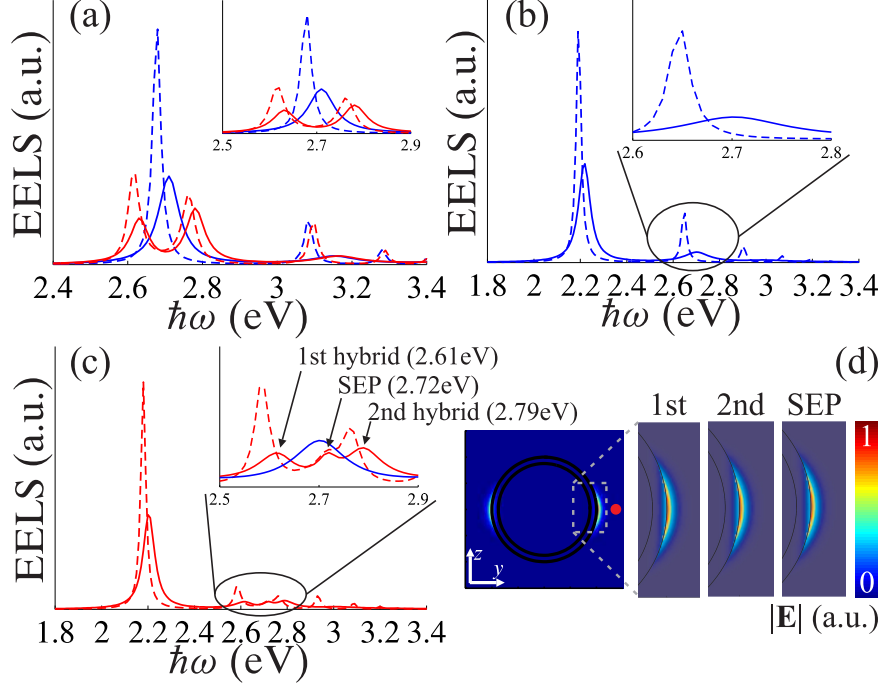 (a)
EELS (a.u.)
2.5 2.7 2.9
2.4 2.6 2.8 3 3.2 3.4
ħω (eV)
(b)
EELS (a.u.)
2.6 2.7 2.8
1.8 2 2.2 2.4 2.6 2.8 3 3.2 3.4
ħω (eV)
(c)
EELS (a.u.)
1st hybrid (2.61eV)
SEP (2.72eV)
2nd hybrid (2.79eV)
2.5 2.7 2.9
1.8 2 2.2 2.4 2.6 2.8 3 3.2 3.4
ħω (eV)
(d)
1st 2nd SEP
1
0
z
y
|E| (a.u.)